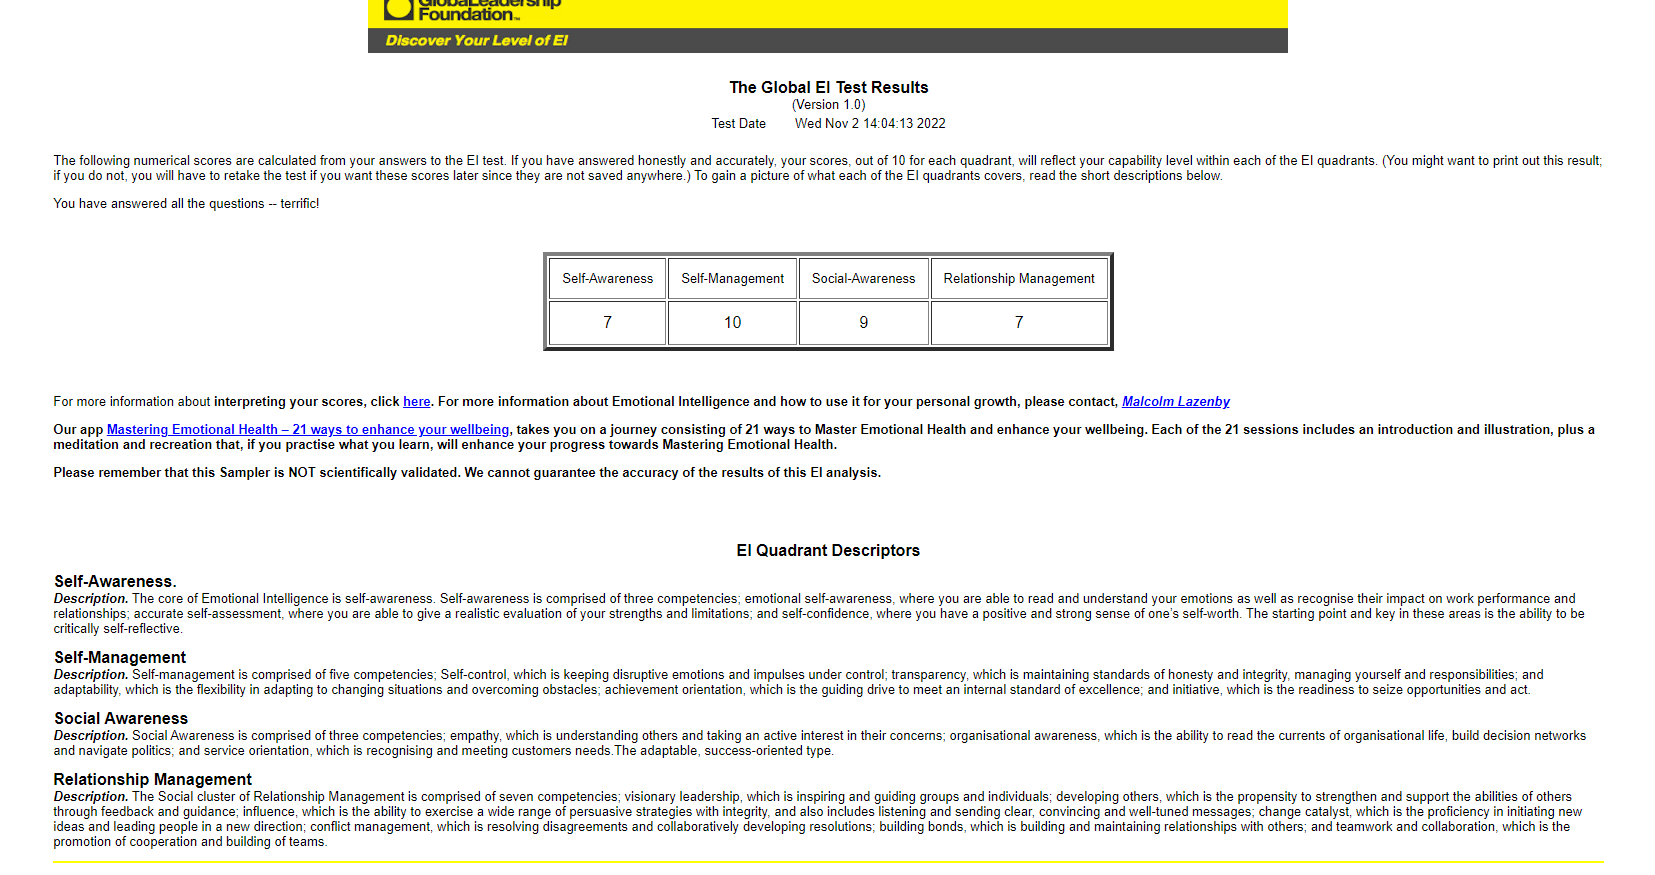 GlobalLeadership
Foundation™
Discover Your Level of EI
The Global EI Test Results
(Version 1.0)
Test Date Wed Nov 2 14:04:13 2022
The following numerical scores are calculated from your answers to the EI test. If you have answered honestly and accurately, your scores, out of 10 for each quadrant, will reflect your capability level within each of the EI quadrants. (You might want to print out this result;
if you do not, you will have to retake the test if you want these scores later since they are not saved anywhere.) To gain a picture of what each of the EI quadrants covers, read the short descriptions below.
You have answered all the questions -- terrific!
Self-Awareness Self-Management Social-Awareness Relationship Management
7 10 9 7
For more information about interpreting your scores, click here. For more information about Emotional Intelligence and how to use it for your personal growth, please contact, Malcolm Lazenby
Our app Mastering Emotional Health – 21 ways to enhance your wellbeing, takes you on a journey consisting of 21 ways to Master Emotional Health and enhance your wellbeing. Each of the 21 sessions includes an introduction and illustration, plus a
meditation and recreation that, if you practise what you learn, will enhance your progress towards Mastering Emotional Health.
Please remember that this Sampler is NOT scientifically validated. We cannot guarantee the accuracy of the results of this EI analysis.
EI Quadrant Descriptors
Self-Awareness.
Description. The core of Emotional Intelligence is self-awareness. Self-awareness is comprised of three competencies; emotional self-awareness, where you are able to read and understand your emotions as well as recognise their impact on work performance and
relationships; accurate self-assessment, where you are able to give a realistic evaluation of your strengths and limitations; and self-confidence, where you have a positive and strong sense of one's self-worth. The starting point and key in these areas is the ability to be
critically self-reflective.
Self-Management
Description. Self-management is comprised of five competencies; Self-control, which is keeping disruptive emotions and impulses under control; transparency, which is maintaining standards of honesty and integrity, managing yourself and responsibilities; and
adaptability, which is the flexibility in adapting to changing situations and overcoming obstacles; achievement orientation, which is the guiding drive to meet an internal standard of excellence; and initiative, which is the readiness to seize opportunities and act.
Social Awareness
Description. Social Awareness is comprised of three competencies; empathy, which is understanding others and taking an active interest in their concerns; organisational awareness, which is the ability to read the currents of organisational life, build decision networks
and navigate politics; and service orientation, which is recognising and meeting customers needs.The adaptable, success-oriented type.
Relationship Management
Description. The Social cluster of Relationship Management is comprised of seven competencies; visionary leadership, which is inspiring and guiding groups and individuals; developing others, which is the propensity to strengthen and support the abilities of others
through feedback and guidance; influence, which is the ability to exercise a wide range of persuasive strategies with integrity, and also includes listening and sending clear, convincing and well-tuned messages; change catalyst, which is the proficiency in initiating new
ideas and leading people in a new direction; conflict management, which is resolving disagreements and collaboratively developing resolutions; building bonds, which is building and maintaining relationships with others; and teamwork and collaboration, which is the
promotion of cooperation and building of teams.